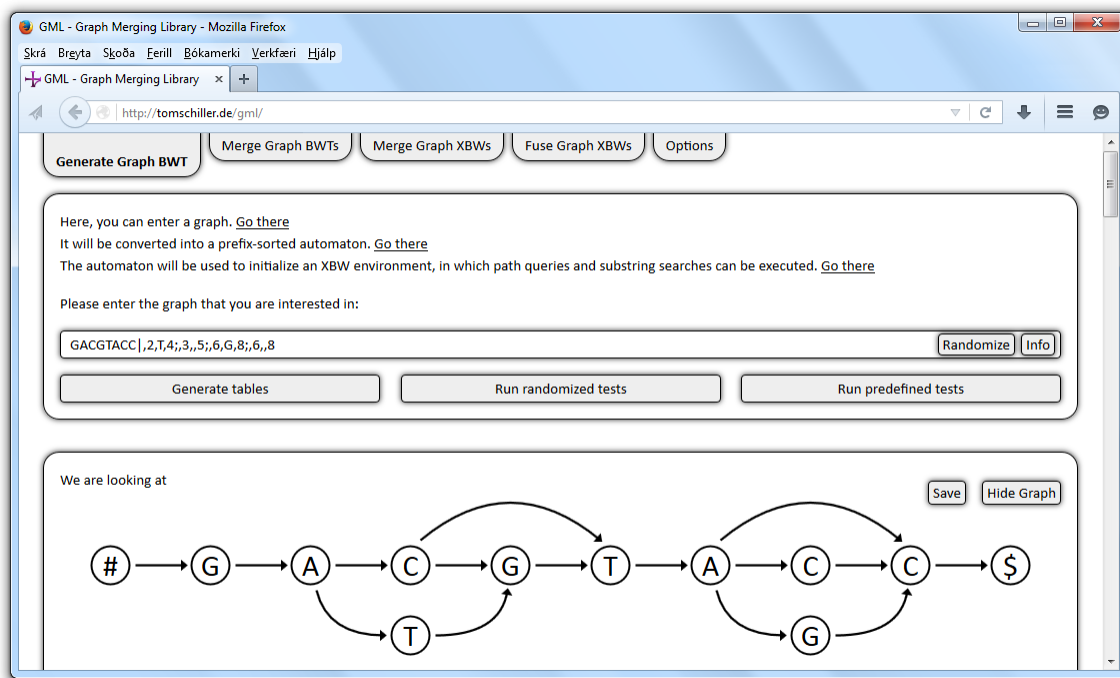 GML - Graph Merging Library - Mozilla Firefox
Skrá Breyta Skoða Ferill Bókamerki Verkfæri Hjálp
GML - Graph Merging Library × +
http://tomschiller.de/gml/
Generate Graph BWT Merge Graph BWTs Merge Graph XBWs Fuse Graph XBWs Options
Here, you can enter a graph. Go there
It will be converted into a prefix-sorted automaton. Go there
The automaton will be used to initialize an XBW environment, in which path queries and substring searches can be executed. Go there
Please enter the graph that you are interested in:
GACGTACC|,2,T,4;,3,,5;,6,G,8;,6,,8 Randomize Info
Generate tables Run randomized tests Run predefined tests
We are looking at Save Hide Graph
# G A C G T A C C $
T G